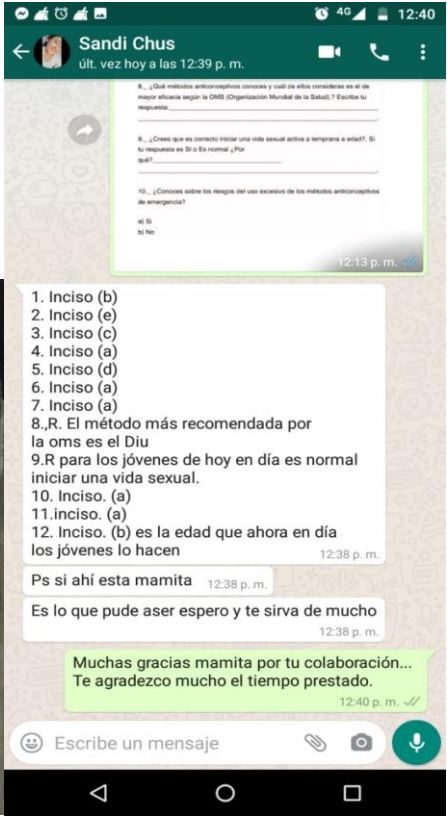 4G 12:40
Sandi Chus
últ. vez hoy a las 12:39 p. m.
8._ ¿Qué métodos anticonceptivos conoces y cuál de ellos consideras es el de
mayor eficacia según la OMS (Organización Mundial de la Salud).? Escribe tu
respuesta:
9._ ¿Crees que es correcto iniciar una vida sexual activa a temprana a edad?, Si
tu respuesta es SI o Es normal ¿Por
qué?
10._ ¿Conoces sobre los riesgos del uso excesivo de los métodos anticonceptivos
de emergencia?
a) Si
b) No
12:13 p. m.
1. Inciso (b)
2. Inciso (e)
3. Inciso (c)
4. Inciso (a)
5. Inciso (d)
6. Inciso (a)
7. Inciso (a)
8.,R. El método más recomendada por
la oms es el Diu
9.R para los jóvenes de hoy en día es normal
iniciar una vida sexual.
10. Inciso. (a)
11.inciso. (a)
12. Inciso. (b) es la edad que ahora en día
los jóvenes lo hacen
12:38 p. m.
Ps si ahí esta mamita 12:38 p. m.
Es lo que pude aser espero y te sirva de mucho
12:38 p. m.
Muchas gracias mamita por tu colaboración...
Te agradezco mucho el tiempo prestado.
12:40 p. m.
Escribe un mensaje